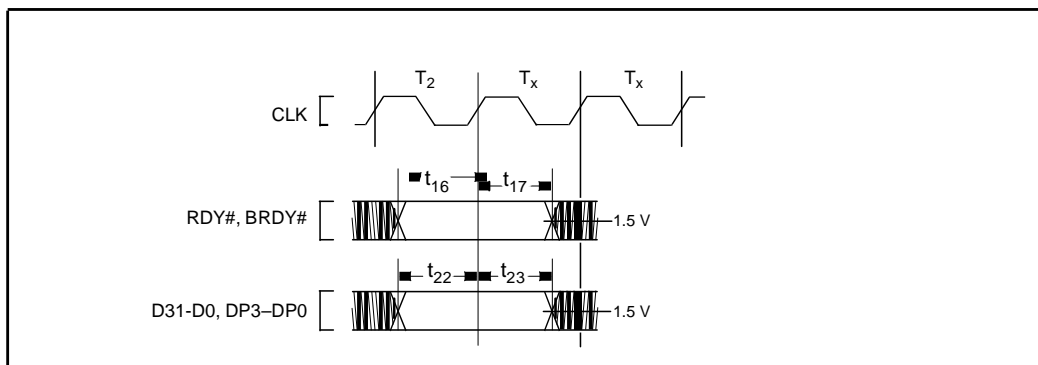 T2 Tx Tx
CLK
t16 t17
RDY#, BRDY#
1.5 V
t22 t23
D31-D0, DP3–DP0
1.5 V